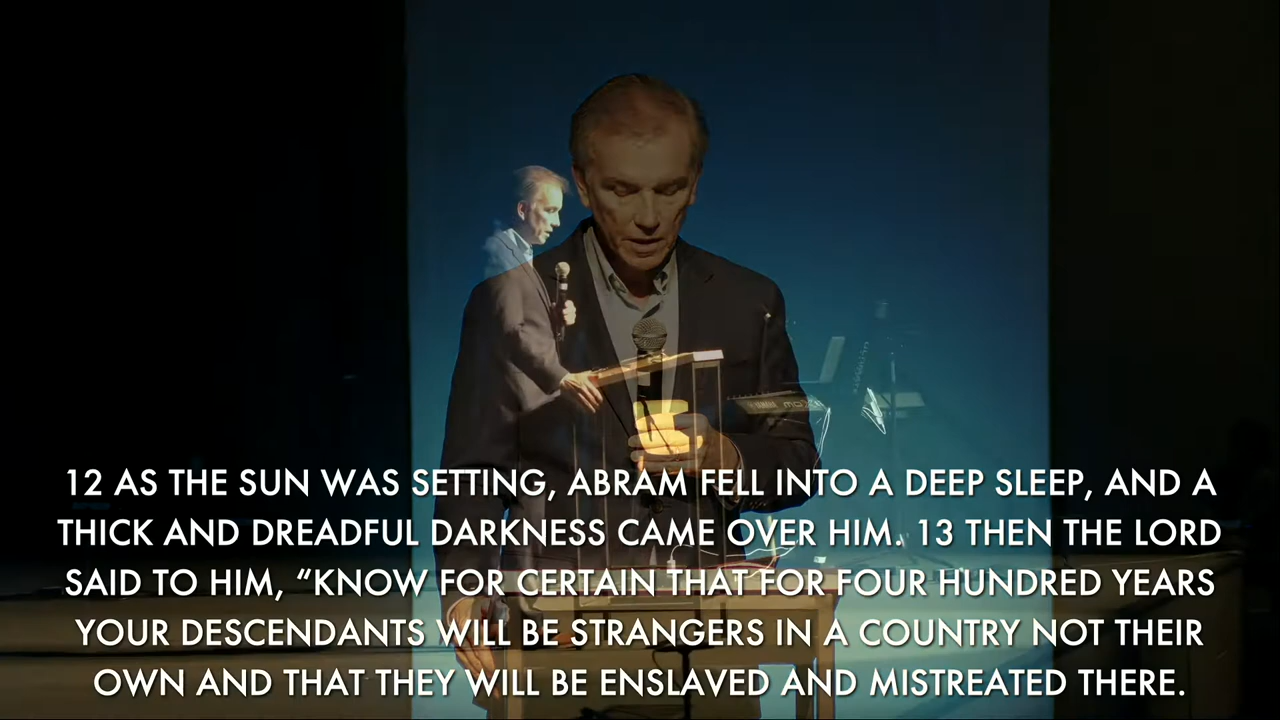 12 AS THE SUN WAS SETTING, ABRAM FELL INTO A DEEP SLEEP, AND A
THICK AND DREADFUL DARKNESS CAME OVER HIM. 13 THEN THE LORD
SAID TO HIM, “KNOW FOR CERTAIN THAT FOR FOUR HUNDRED YEARS
YOUR DESCENDANTS WILL BE STRANGERS IN A COUNTRY NOT THEIR
OWN AND THAT THEY WILL BE ENSLAVED AND MISTREATED THERE.